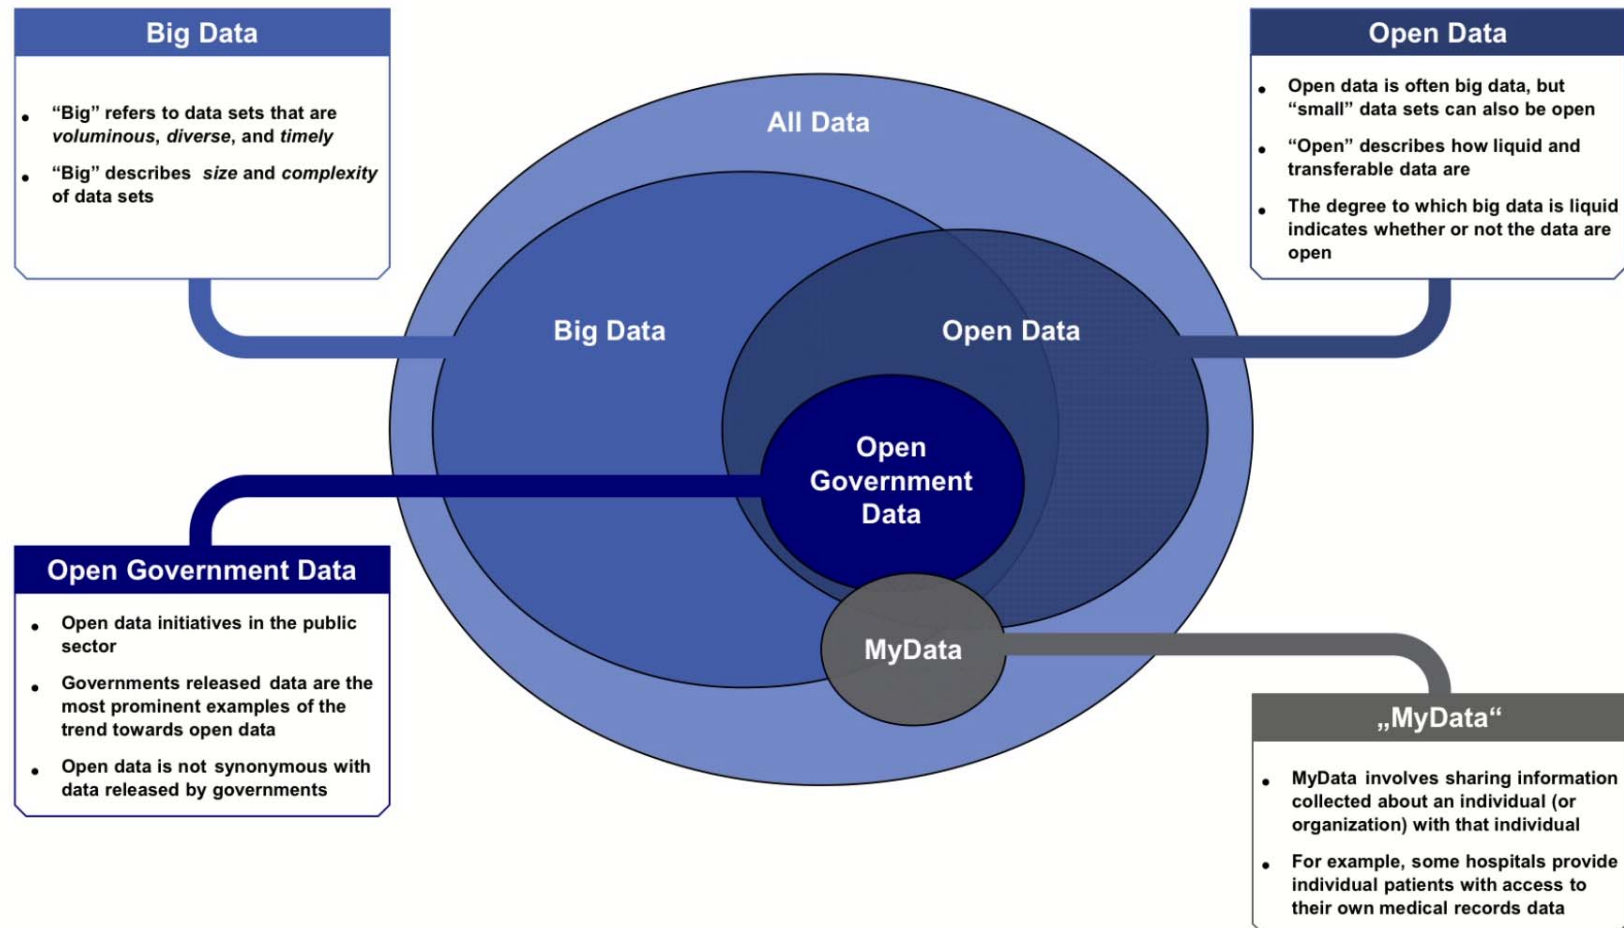 Big Data
• “Big” refers to data sets that are
voluminous, diverse, and timely
• “Big” describes size and complexity
of data sets
Open Data
• Open data is often big data, but
“small” data sets can also be open
• “Open” describes how liquid and
transferable data are
• The degree to which big data is liquid
indicates whether or not the data are
open
All Data
Big Data
Open Data
Open
Government
Data
MyData
Open Government Data
• Open data initiatives in the public
sector
• Governments released data are the
most prominent examples of the
trend towards open data
• Open data is not synonymous with
data released by governments
„MyData“
• MyData involves sharing information
collected about an individual (or
organization) with that individual
• For example, some hospitals provide
individual patients with access to
their own medical records data